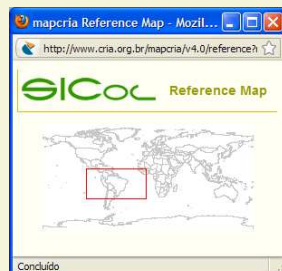 mapcria Reference Map - Mozil...
http://www.cria.org.br/mapcria/v4.0/reference?
SICOL Reference Map
Concluído